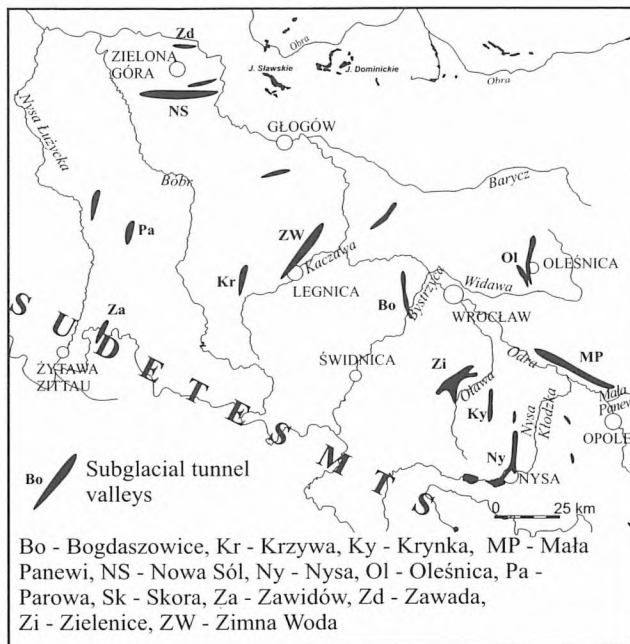 Zd
ZIELONA
GÓRA
NS
Obra
J. Sławskie
J. Dominickie
Obra
GŁOGÓW
Nysa Łużycka
Bóbr
Barycz
Pa
ZW
Kaczawa
Kr
LEGNICA
Ol
OLEŚNICA
Widawa
Bo
Bystrzyca
WROCŁAW
Za
SUDETES MTS
ŻYTAWA
ZITTAU
ŚWIDNICA
Zi
Oława
Odra
MP
Mała
Panew
Ky
Nysa
Kłodzka
OPOLE
Ny
NYSA
Bo
Subglacial tunnel
valleys
0 25 km
Bo - Bogdaszowice, Kr - Krzywa, Ky - Krynka, MP - Mała
Panewi, NS - Nowa Sól, Ny - Nysa, Ol - Oleśnica, Pa -
Parowa, Sk - Skora, Za - Zawidów, Zd - Zawada,
Zi - Zielenice, ZW - Zimna Woda